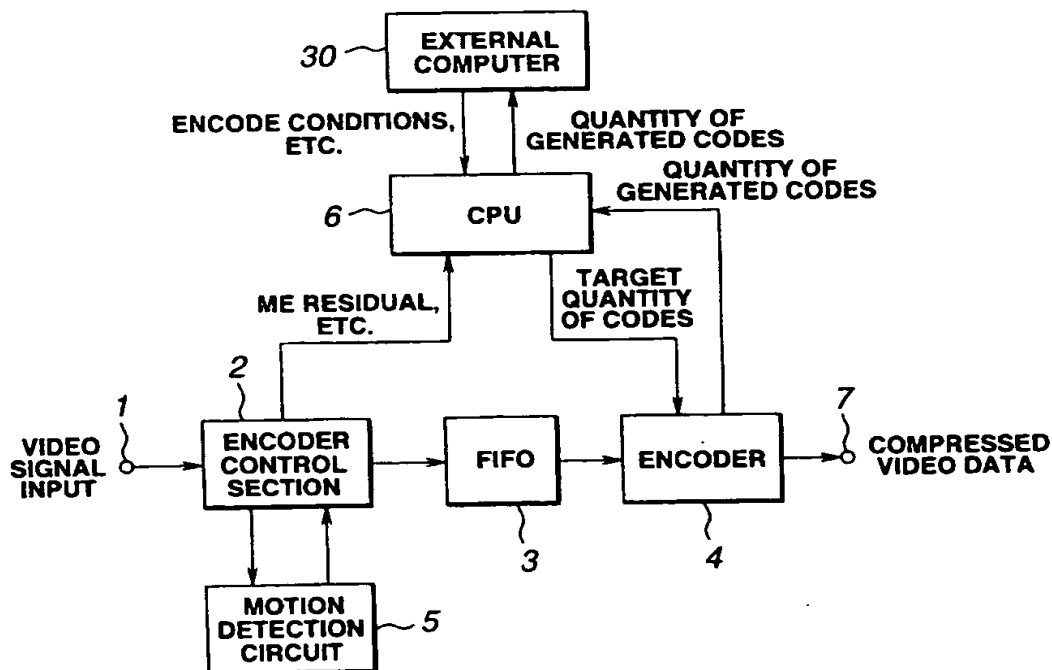 30
EXTERNAL
COMPUTER
ENCODE CONDITIONS,
ETC.
QUANTITY OF
GENERATED CODES
QUANTITY OF
GENERATED CODES
6
CPU
ME RESIDUAL,
ETC.
TARGET
QUANTITY
OF CODES
1
2
7
VIDEO
SIGNAL
INPUT
ENCODER
CONTROL
SECTION
FIFO
ENCODER
COMPRESSED
VIDEO DATA
3
4
MOTION
DETECTION
CIRCUIT
5